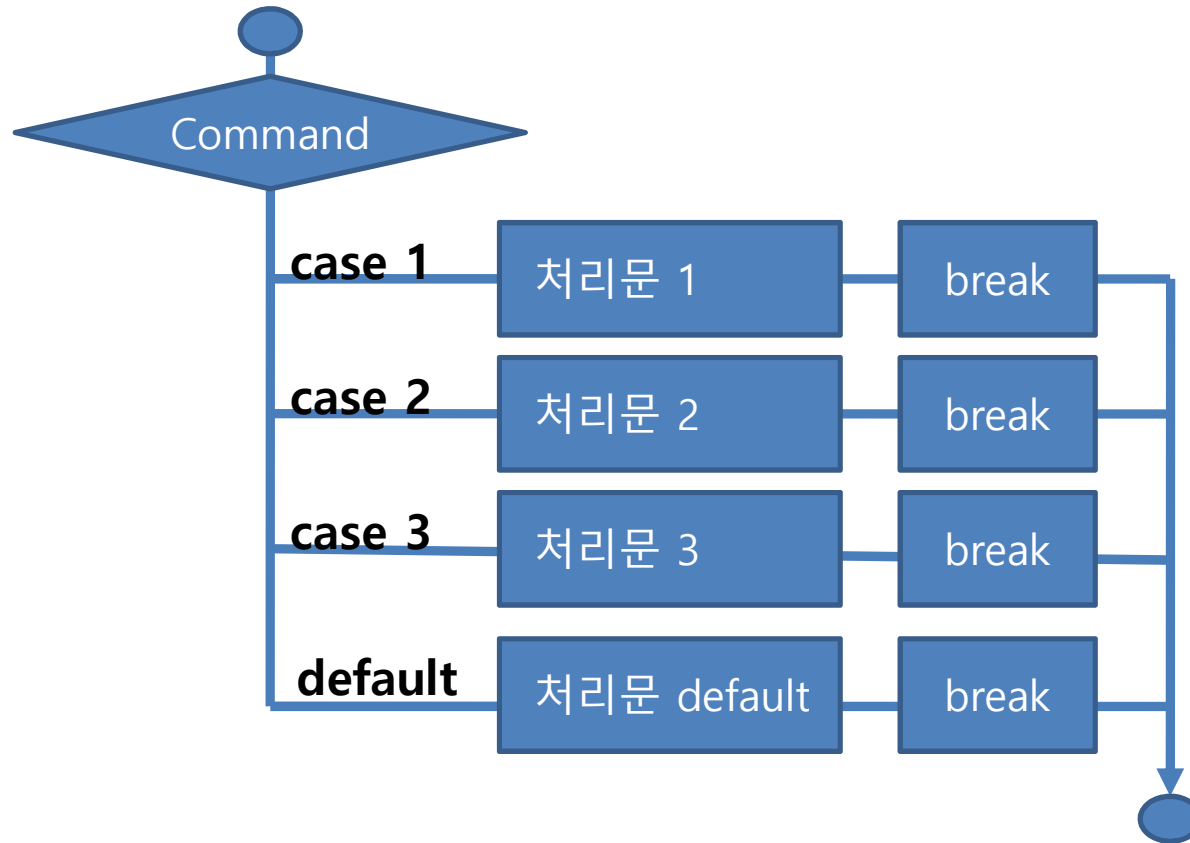 Command
case 1
처리문 1
break
case 2
처리문 2
break
case 3
처리문 3
break
default
처리문 default
break